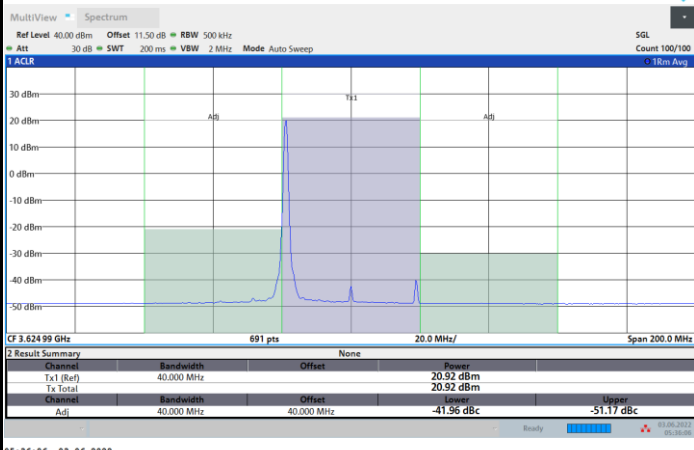 MultiView Spectrum
Ref Level 40.00 dBm Offset 11.50 dB RBW 500 kHz SGL
Att 30 dB SWT 200 ms VBW 2 MHz Mode Auto Sweep Count 100/100
1 ACLR 1Rm Avg
30 dBm
Tx1
20 dBm Adj Adj
10 dBm
0 dBm
-10 dBm
-20 dBm
-30 dBm
-40 dBm
-50 dBm
CF 3.624 99 GHz 691 pts 20.0 MHz/ Span 200.0 MHz
2 Result Summary None
Channel Bandwidth Offset Power
Tx1 (Ref) 40.000 MHz 20.92 dBm
Tx Total 20.92 dBm
Channel Bandwidth Offset Lower Upper
Adj 40.000 MHz 40.000 MHz -41.96 dBc -51.17 dBc
Ready 03.06.2022
05:36:06